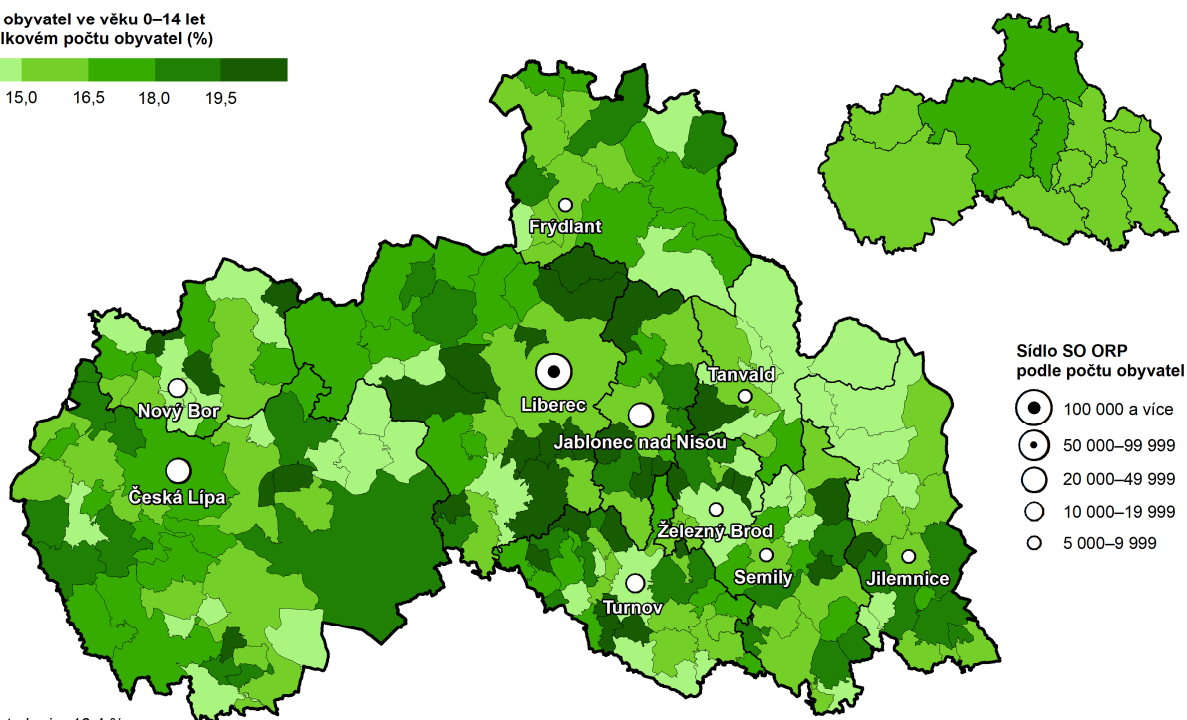 obyvatel ve věku 0–14 let
lkovém počtu obyvatel (%)
15,0 16,5 18,0 19,5
Frýdlant
Liberec
Tanvald
Nový Bor
Jablonec nad Nisou
Česká Lípa
Železný Brod
Semily
Jilemnice
Turnov
Sídlo SO ORP
podle počtu obyvatel
100 000 a více
50 000–99 999
20 000–49 999
10 000–19 999
5 000–9 999